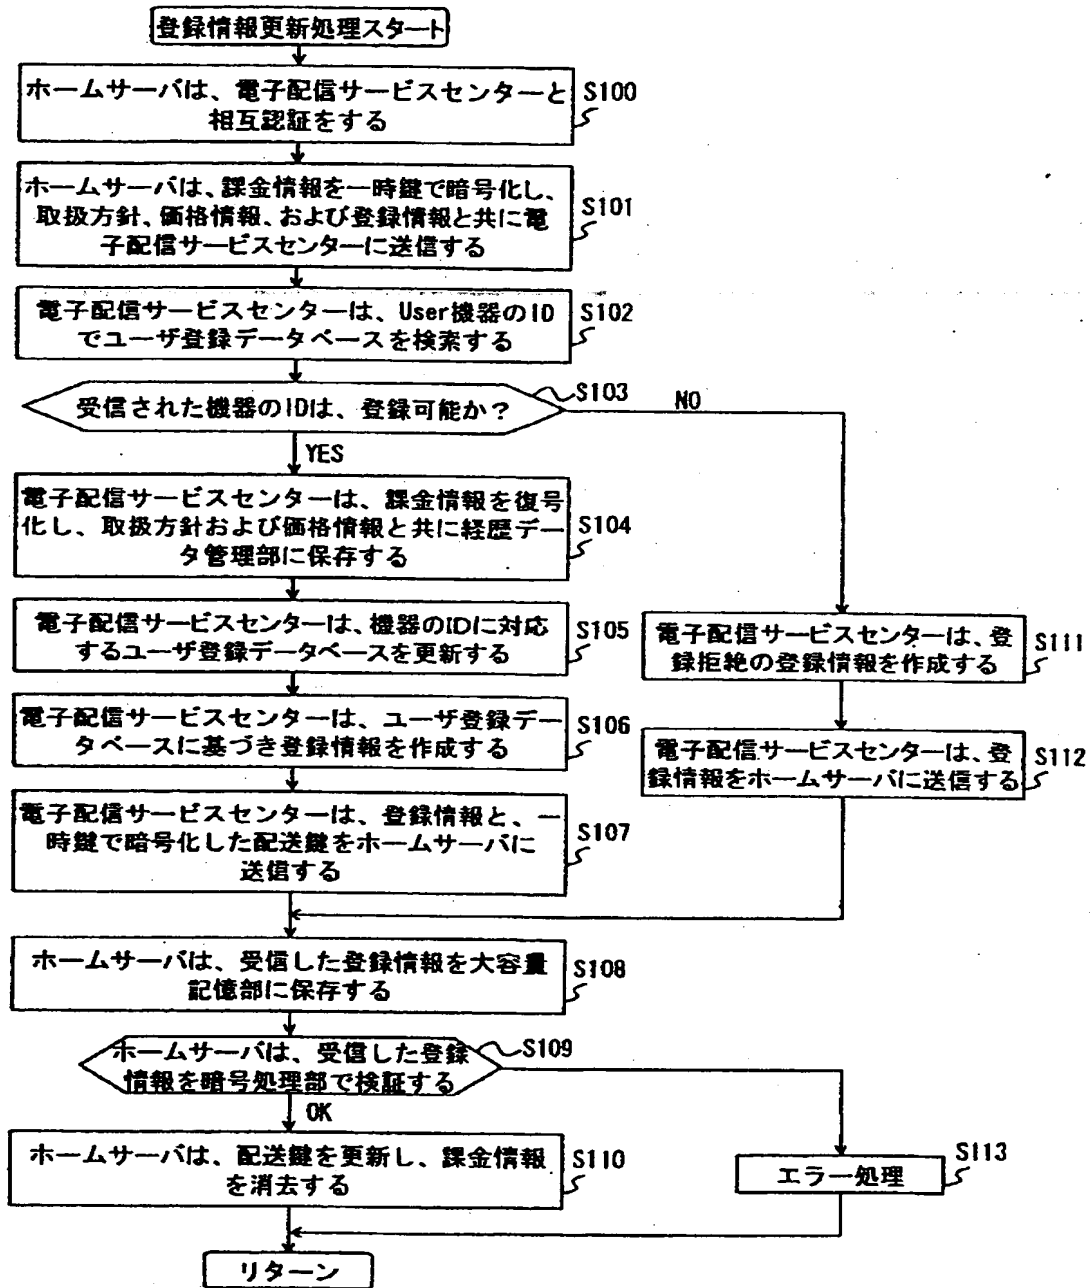 登録情報更新処理スタート
ホームサーバは、電子配信サービスセンターと
相互認証をする
S100
ホームサーバは、課金情報を一時鍵で暗号化し、
取扱方針、価格情報、および登録情報と共に電
子配信サービスセンターに送信する
S101
電子配信サービスセンターは、User機器のID
でユーザ登録データベースを検索する
S102
受信された機器のIDは、登録可能か？
S103
NO
YES
電子配信サービスセンターは、課金情報を復号
化し、取扱方針および価格情報と共に経歴デー
タ管理部に保存する
S104
電子配信サービスセンターは、機器のIDに対応
するユーザ登録データベースを更新する
S105
電子配信サービスセンターは、登
録拒絶の登録情報を作成する
S111
電子配信サービスセンターは、ユーザ登録デー
タベースに基づき登録情報を作成する
S106
電子配信サービスセンターは、登
録情報をホームサーバに送信する
S112
電子配信サービスセンターは、登録情報と、一
時鍵で暗号化した配送鍵をホームサーバに
送信する
S107
ホームサーバは、受信した登録情報を大容量
記憶部に保存する
S108
ホームサーバは、受信した登録
情報を暗号処理部で検証する
S109
OK
ホームサーバは、配送鍵を更新し、課金情報
を消去する
S110
エラー処理
S113
リターン